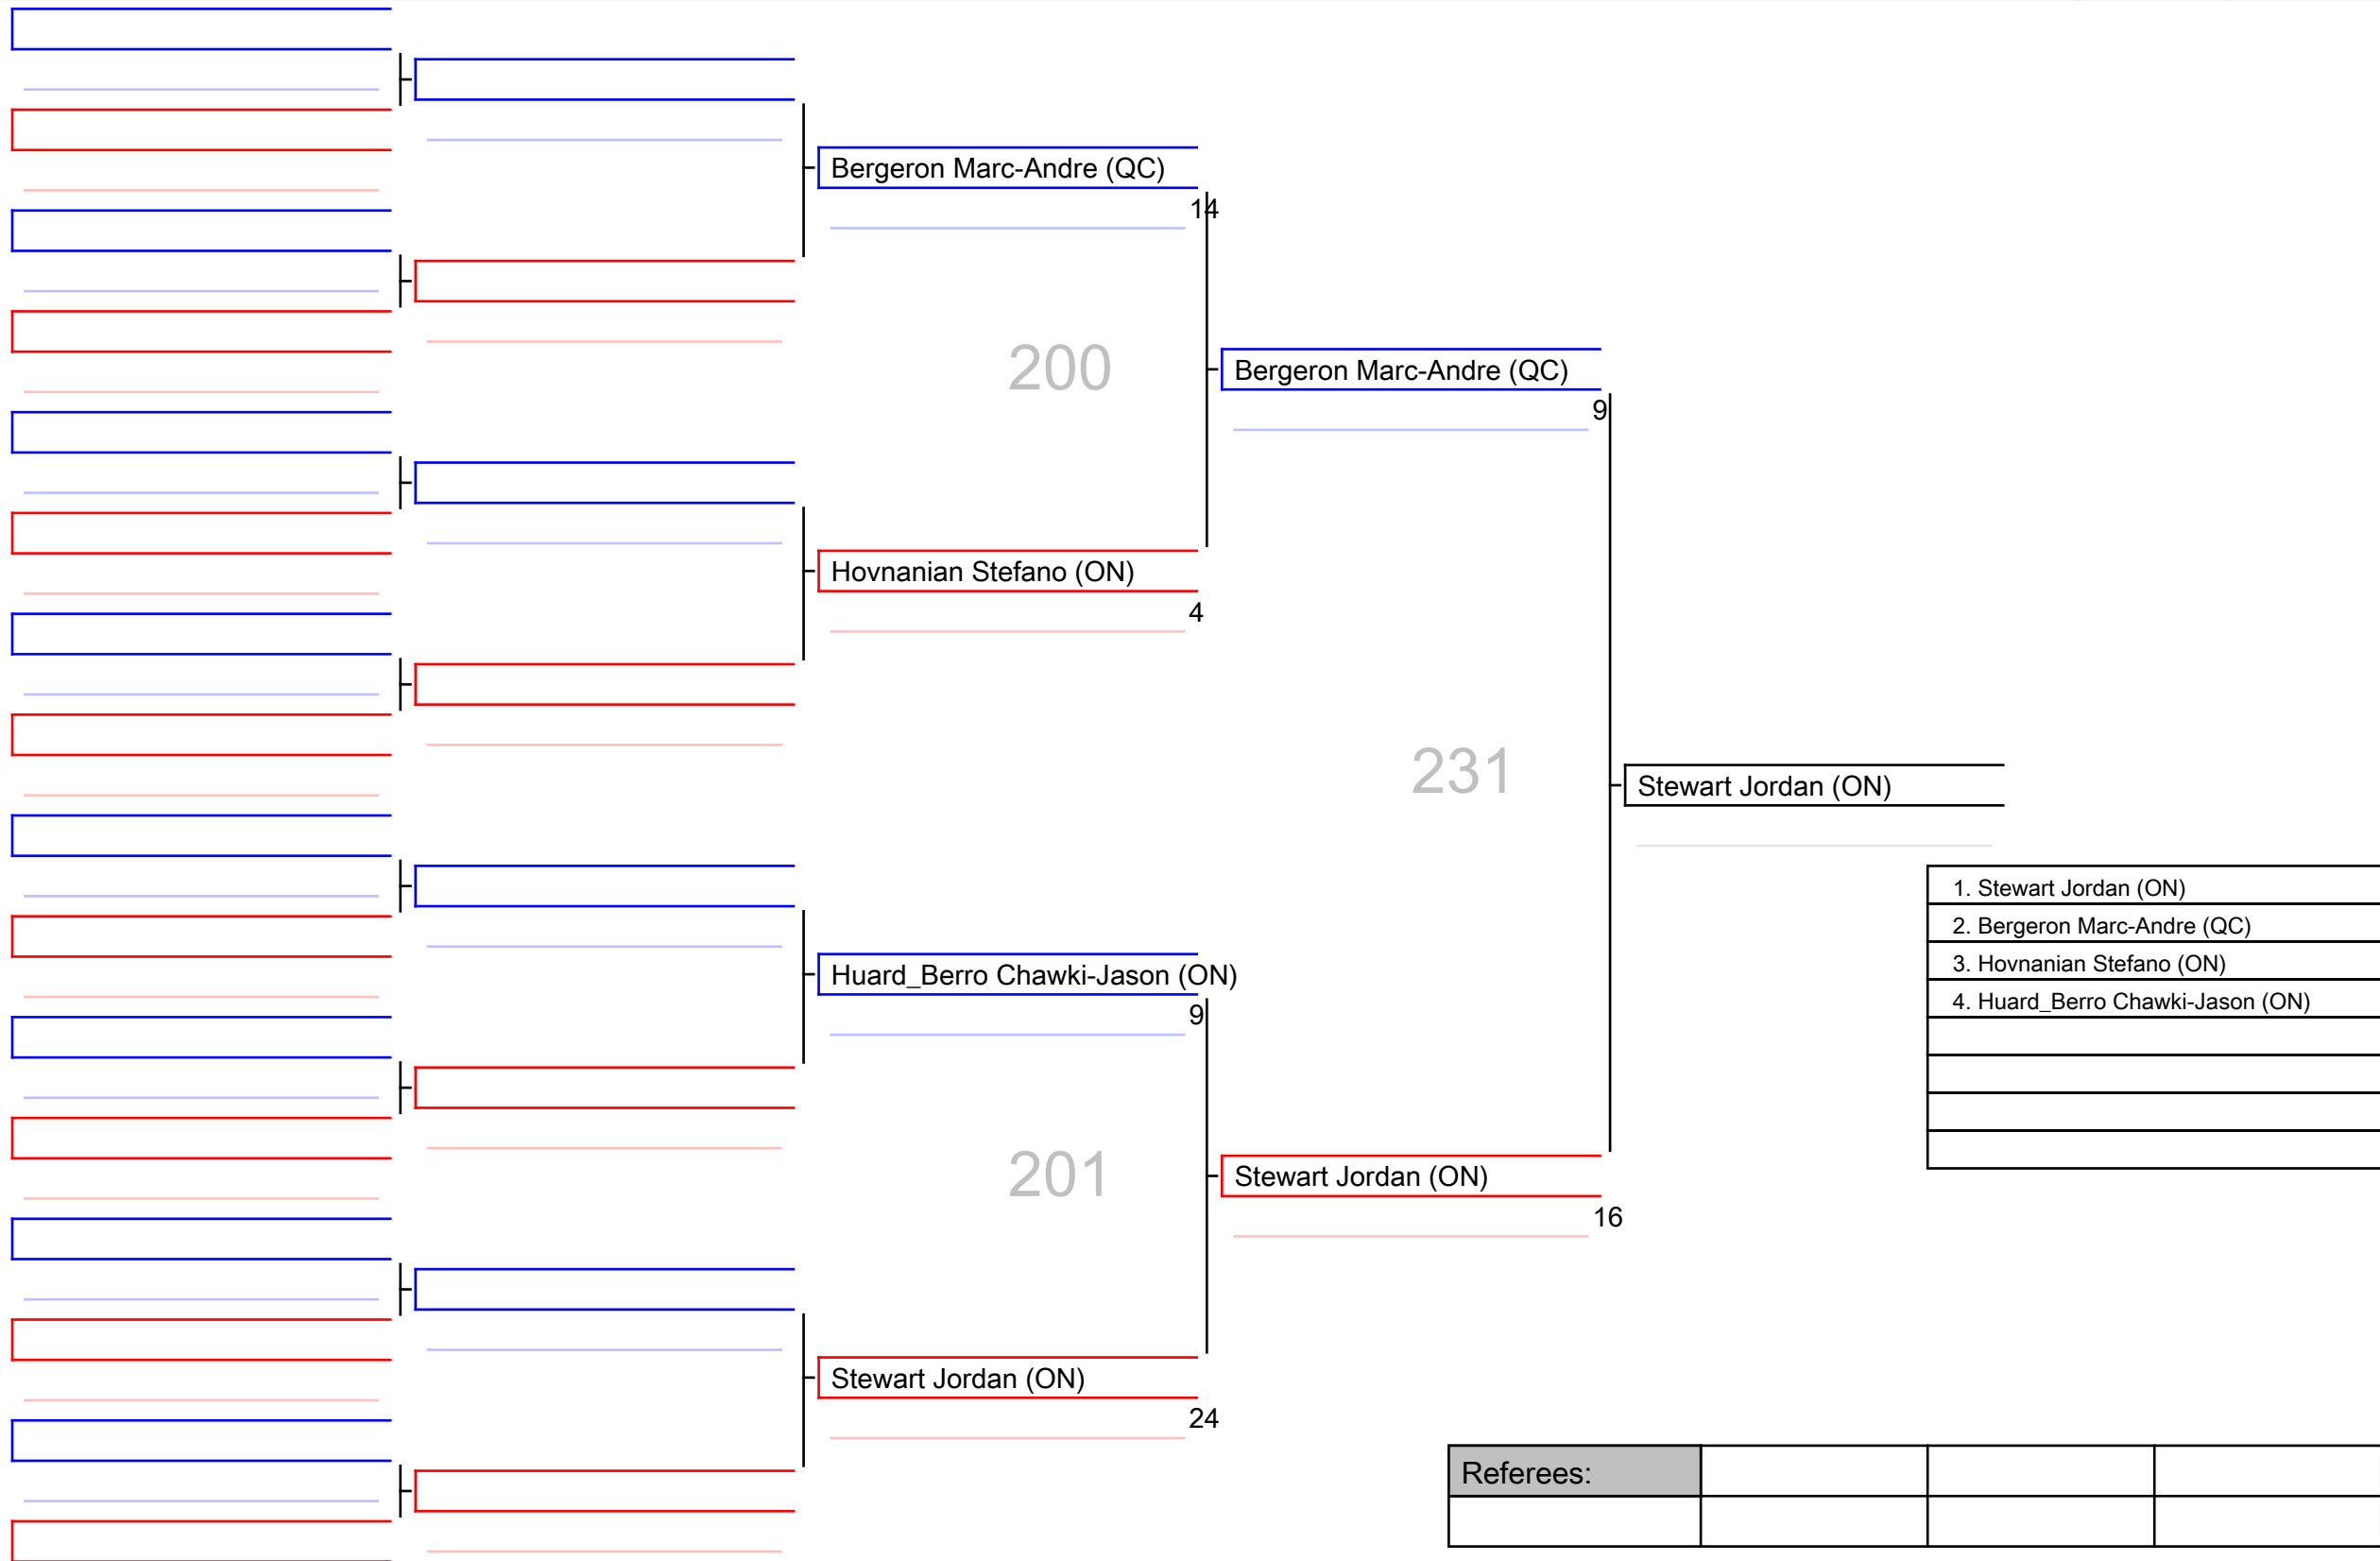 Bergeron Marc-Andre (QC)
14
200
Bergeron Marc-Andre (QC)
9
Hovnanian Stefano (ON)
4
231
Stewart Jordan (ON)
1. Stewart Jordan (ON)
2. Bergeron Marc-Andre (QC)
3. Hovnanian Stefano (ON)
4. Huard_Berro Chawki-Jason (ON)
Huard_Berro Chawki-Jason (ON)
9
201
Stewart Jordan (ON)
16
Stewart Jordan (ON)
24
Referees: